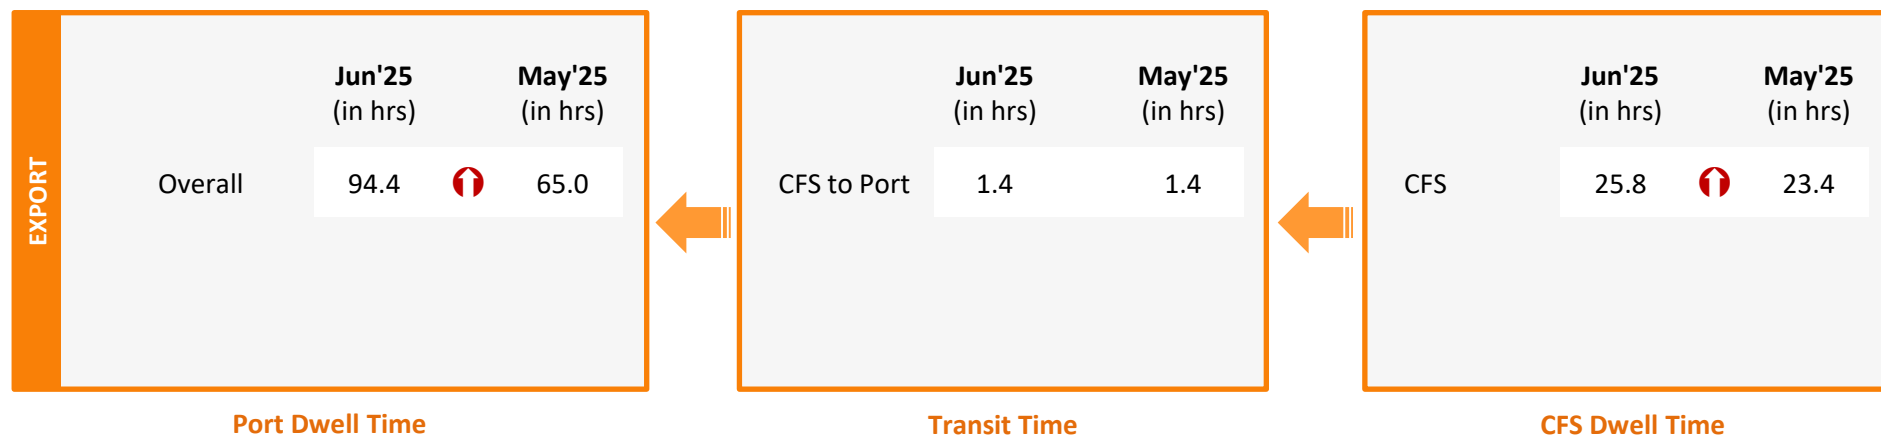 EXPORT
Jun'25 May'25
(in hrs) (in hrs)
Overall 94.4 65.0
Port Dwell Time
Jun'25 May'25
(in hrs) (in hrs)
CFS to Port 1.4 1.4
Transit Time
Jun'25 May'25
(in hrs) (in hrs)
CFS 25.8 23.4
CFS Dwell Time